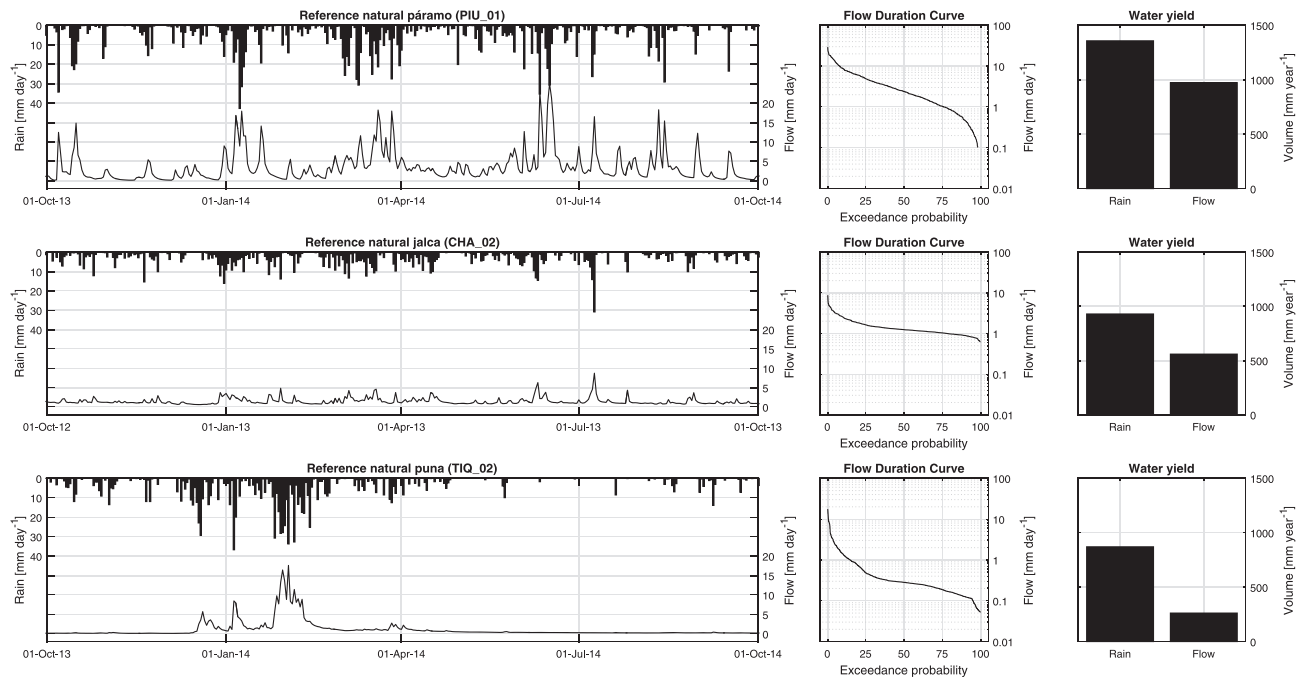 Reference natural páramo (PIU_01)
Flow Duration Curve
Water yield
0
10
20
30
40
Rain [mm day-1]
20
15
10
5
0
Flow [mm day-1]
01-Oct-13
01-Jan-14
01-Apr-14
01-Jul-14
01-Oct-14
100
10
1
0.1
0.01
Flow [mm day-1]
0
25
50
75
100
Exceedance probability
1500
1000
500
0
Volume [mm year-1]
Rain
Flow
Reference natural jalca (CHA_02)
Flow Duration Curve
Water yield
0
10
20
30
40
Rain [mm day-1]
20
15
10
5
0
Flow [mm day-1]
01-Oct-12
01-Jan-13
01-Apr-13
01-Jul-13
01-Oct-13
100
10
1
0.1
0.01
Flow [mm day-1]
0
25
50
75
100
Exceedance probability
1500
1000
500
0
Volume [mm year-1]
Rain
Flow
Reference natural puna (TIQ_02)
Flow Duration Curve
Water yield
0
10
20
30
40
Rain [mm day-1]
20
15
10
5
0
Flow [mm day-1]
01-Oct-13
01-Jan-14
01-Apr-14
01-Jul-14
01-Oct-14
100
10
1
0.1
0.01
Flow [mm day-1]
0
25
50
75
100
Exceedance probability
1500
1000
500
0
Volume [mm year-1]
Rain
Flow